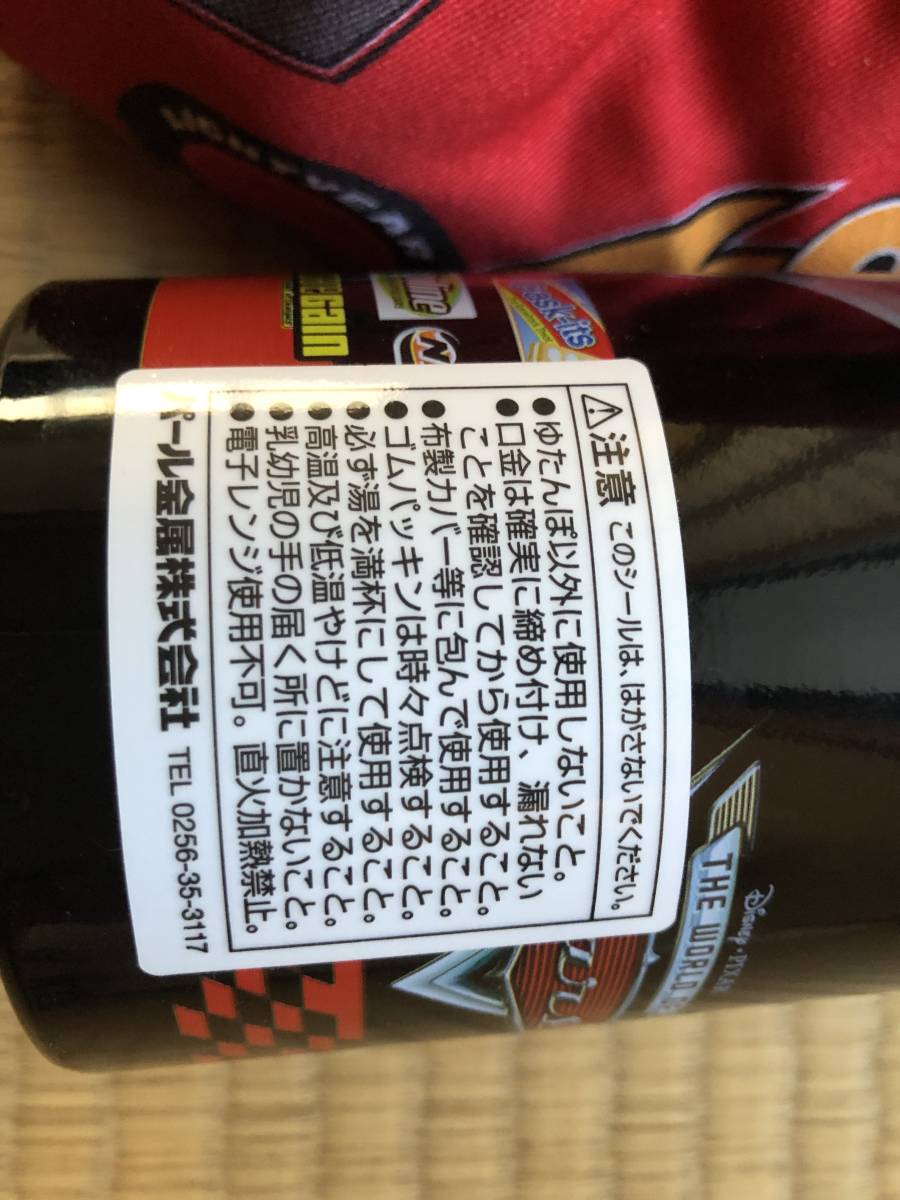 ⚠注意 このシールは、はがさないでください。
●ゆたんぽ以外に使用しないこと。
●口金は確実に締め付け、漏れない
ことを確認してから使用すること。
●布製カバー等に包んで使用すること。
●ゴムパッキンは時々点検すること。
●必ず湯を満杯にして使用すること。
●高温及び低温やけどに注意すること。
●乳幼児の手の届く所に置かないこと。
●電子レンジ使用不可。直火加熱禁止。
パール金属株式会社 TEL 0256-35-3117
Disney・PIXAR
THE WORLD